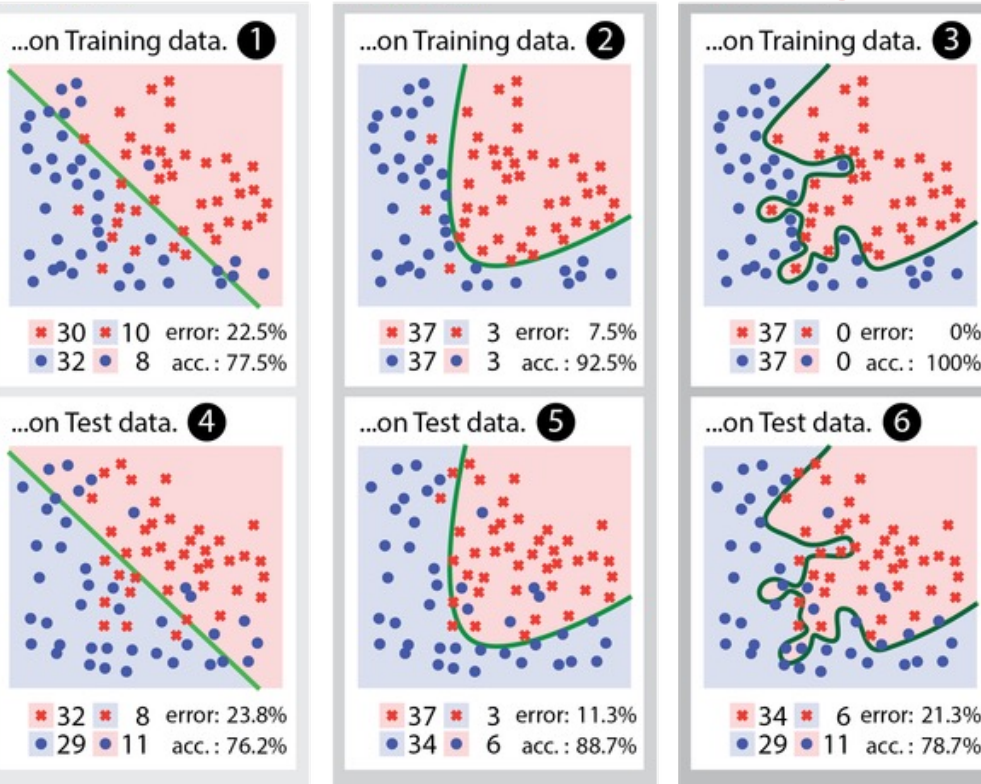 ...on Training data. 1
30 10 error: 22.5%
32 8 acc.: 77.5%
...on Training data. 2
37 3 error: 7.5%
37 3 acc.: 92.5%
...on Training data. 3
37 0 error: 0%
37 0 acc.: 100%
...on Test data. 4
32 8 error: 23.8%
29 11 acc.: 76.2%
...on Test data. 5
37 3 error: 11.3%
34 6 acc.: 88.7%
...on Test data. 6
34 6 error: 21.3%
29 11 acc.: 78.7%